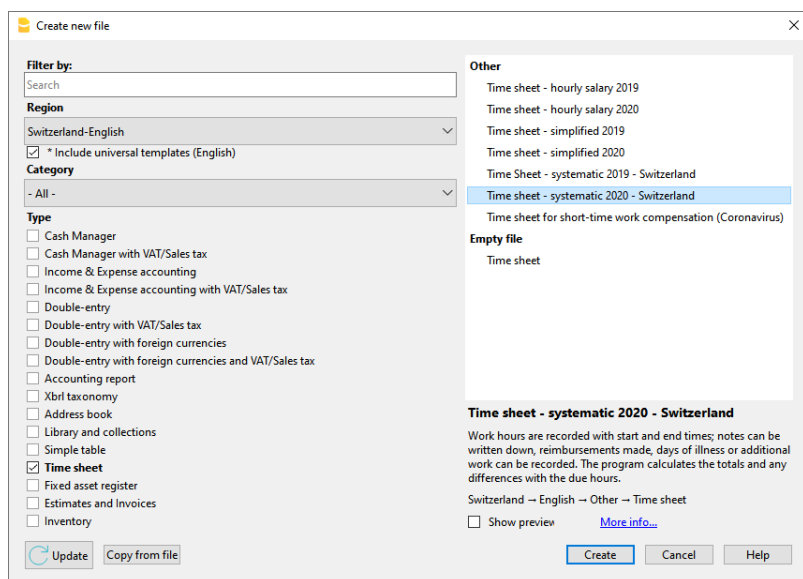 Create new file
Filter by:
Search
Region
Switzerland-English
* Include universal templates (English)
Category
- All -
Type
Cash Manager
Cash Manager with VAT/Sales tax
Income & Expense accounting
Income & Expense accounting with VAT/Sales tax
Double-entry
Double-entry with VAT/Sales tax
Double-entry with foreign currencies
Double-entry with foreign currencies and VAT/Sales tax
Accounting report
Xbrl taxonomy
Address book
Library and collections
Simple table
Time sheet
Fixed asset register
Estimates and Invoices
Inventory
Update
Copy from file
Other
Time sheet - hourly salary 2019
Time sheet - hourly salary 2020
Time sheet - simplified 2019
Time sheet - simplified 2020
Time Sheet - systematic 2019 - Switzerland
Time sheet - systematic 2020 - Switzerland
Time sheet for short-time work compensation (Coronavirus)
Empty file
Time sheet
Time sheet - systematic 2020 - Switzerland
Work hours are recorded with start and end times; notes can be
written down, reimbursements made, days of illness or additional
work can be recorded. The program calculates the totals and any
differences with the due hours.
Switzerland → English → Other → Time sheet
Show preview
More info...
Create
Cancel
Help